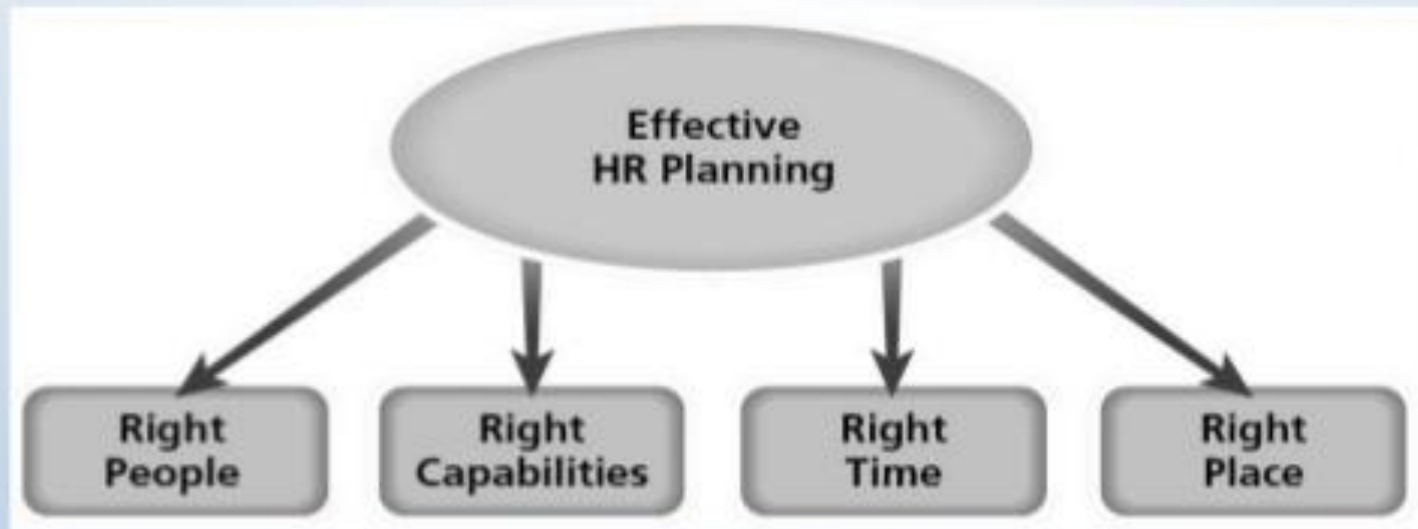 Effective
HR Planning
Right
People
Right
Capabilities
Right
Time
Right
Place